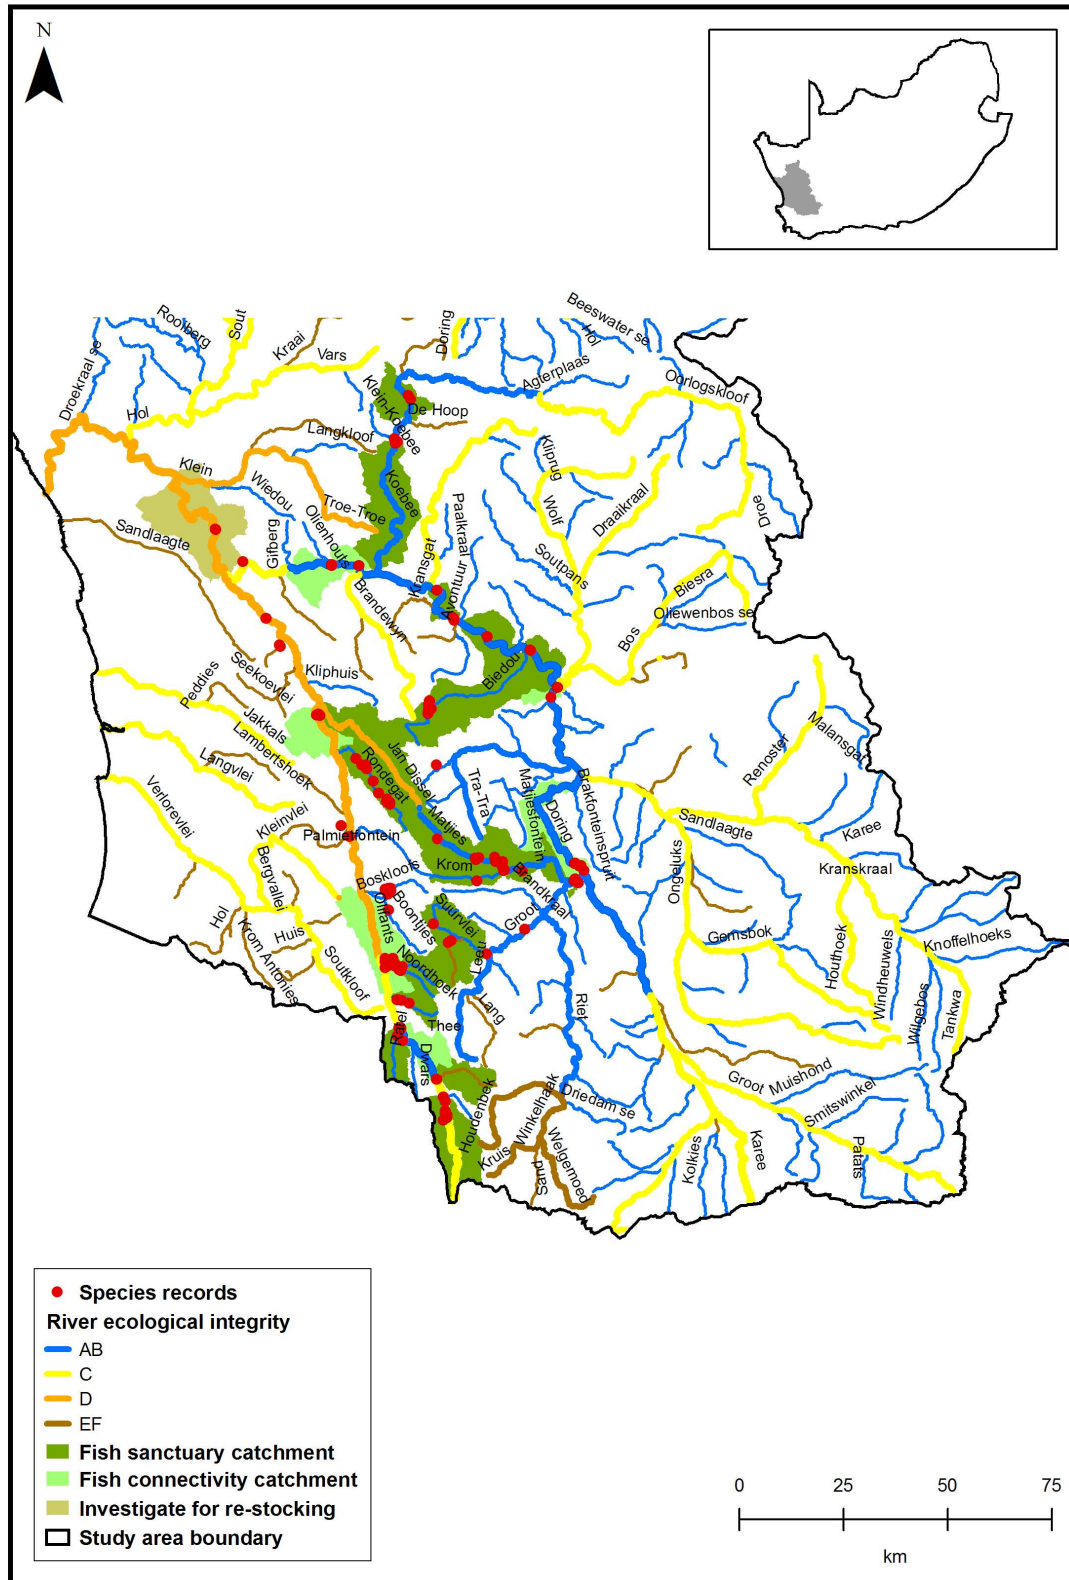 N
Rooiberg
Sout
Kraai
Vars
Doring
Beeswater se
Hol
Droekraal se
Hol
Klein-Koebee
Agterplaas
Oorlogskloof
De Hoop
Langkloof
Klein
Wiedou
Troe-Troe
Koebee
Kliprug
Wolf
Draaikraal
Droe
Sandlaagte
Gifberg
Olienhouts
Kransgat
Paalkraal
Avontuur
Soutpans
Brandewyn
Biesra
Oliewenbos se
Bos
Biedou
Seekoevlei
Kliphuis
Peddies
Jakkals
Lambertshoek
Langvlei
Verlorevlei
Kleinvlei
Palmietfontein
Rondegat
Jan Dissel
Matjies
Tra-Tra
Matjiesfontein
Doring
Brakfonteinspruit
Renoster
Malansgat
Sandlaagte
Karee
Kranskraal
Bergvallei
Boskloofs
Krom
Brandkraal
Ongeluks
Hol
Krom Antonies
Huis
Soutkloof
Olifants
Boontjies
Suurvlei
Noordhoek
Groot
Leeu
Gemsbok
Houthoek
Windheuwels
Knoffelhoeks
Wilgebos
Tankwa
Ratel
Thee
Lang
Riet
Dwars
Houdenbek
Kruis
Winkelhaak
Driedam se
Welgemoed
Sand
Groot
Muishond
Smitswinkel
Kolkies
Karee
Patats
Species records
River ecological integrity
AB
C
D
EF
Fish sanctuary catchment
Fish connectivity catchment
Investigate for re-stocking
Study area boundary
0 25 50 75
km